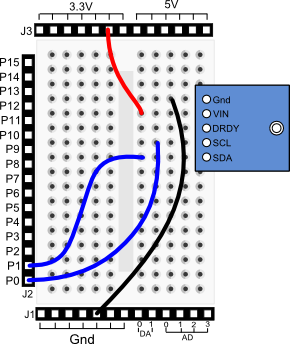 3.3V 5V
J3
P15
P14
P13
P12
P11
P10
P9
P8
P7
P6
P5
P4
P3
P2
P1
P0
J2
J1
Gnd
VIN
DRDY
SCL
SDA
0 1 0 1 2 3
DA AD
Gnd